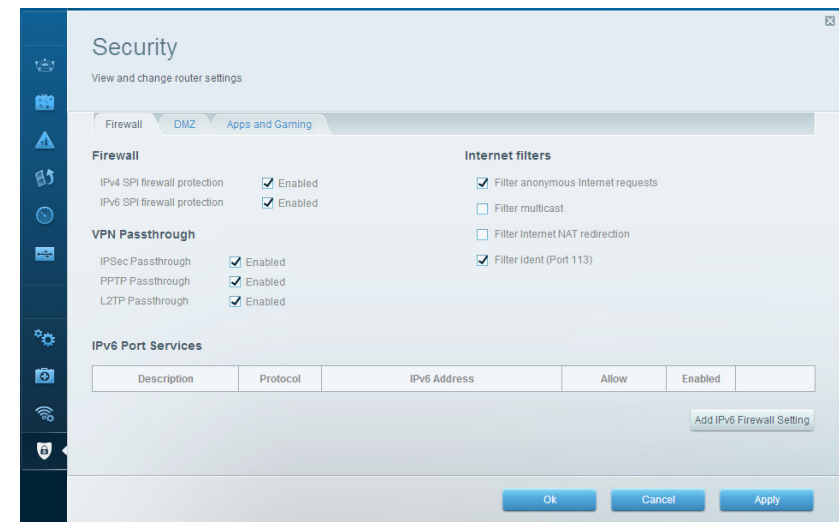 Security
View and change router settings
Firewall DMZ Apps and Gaming
Firewall
IPv4 SPI firewall protection Enabled
IPv6 SPI firewall protection Enabled
VPN Passthrough
IPSec Passthrough Enabled
PPTP Passthrough Enabled
L2TP Passthrough Enabled
Internet filters
Filter anonymous Internet requests
Filter multicast
Filter Internet NAT redirection
Filter ident (Port 113)
IPv6 Port Services
Description Protocol IPv6 Address Allow Enabled
Add IPv6 Firewall Setting
Ok Cancel Apply